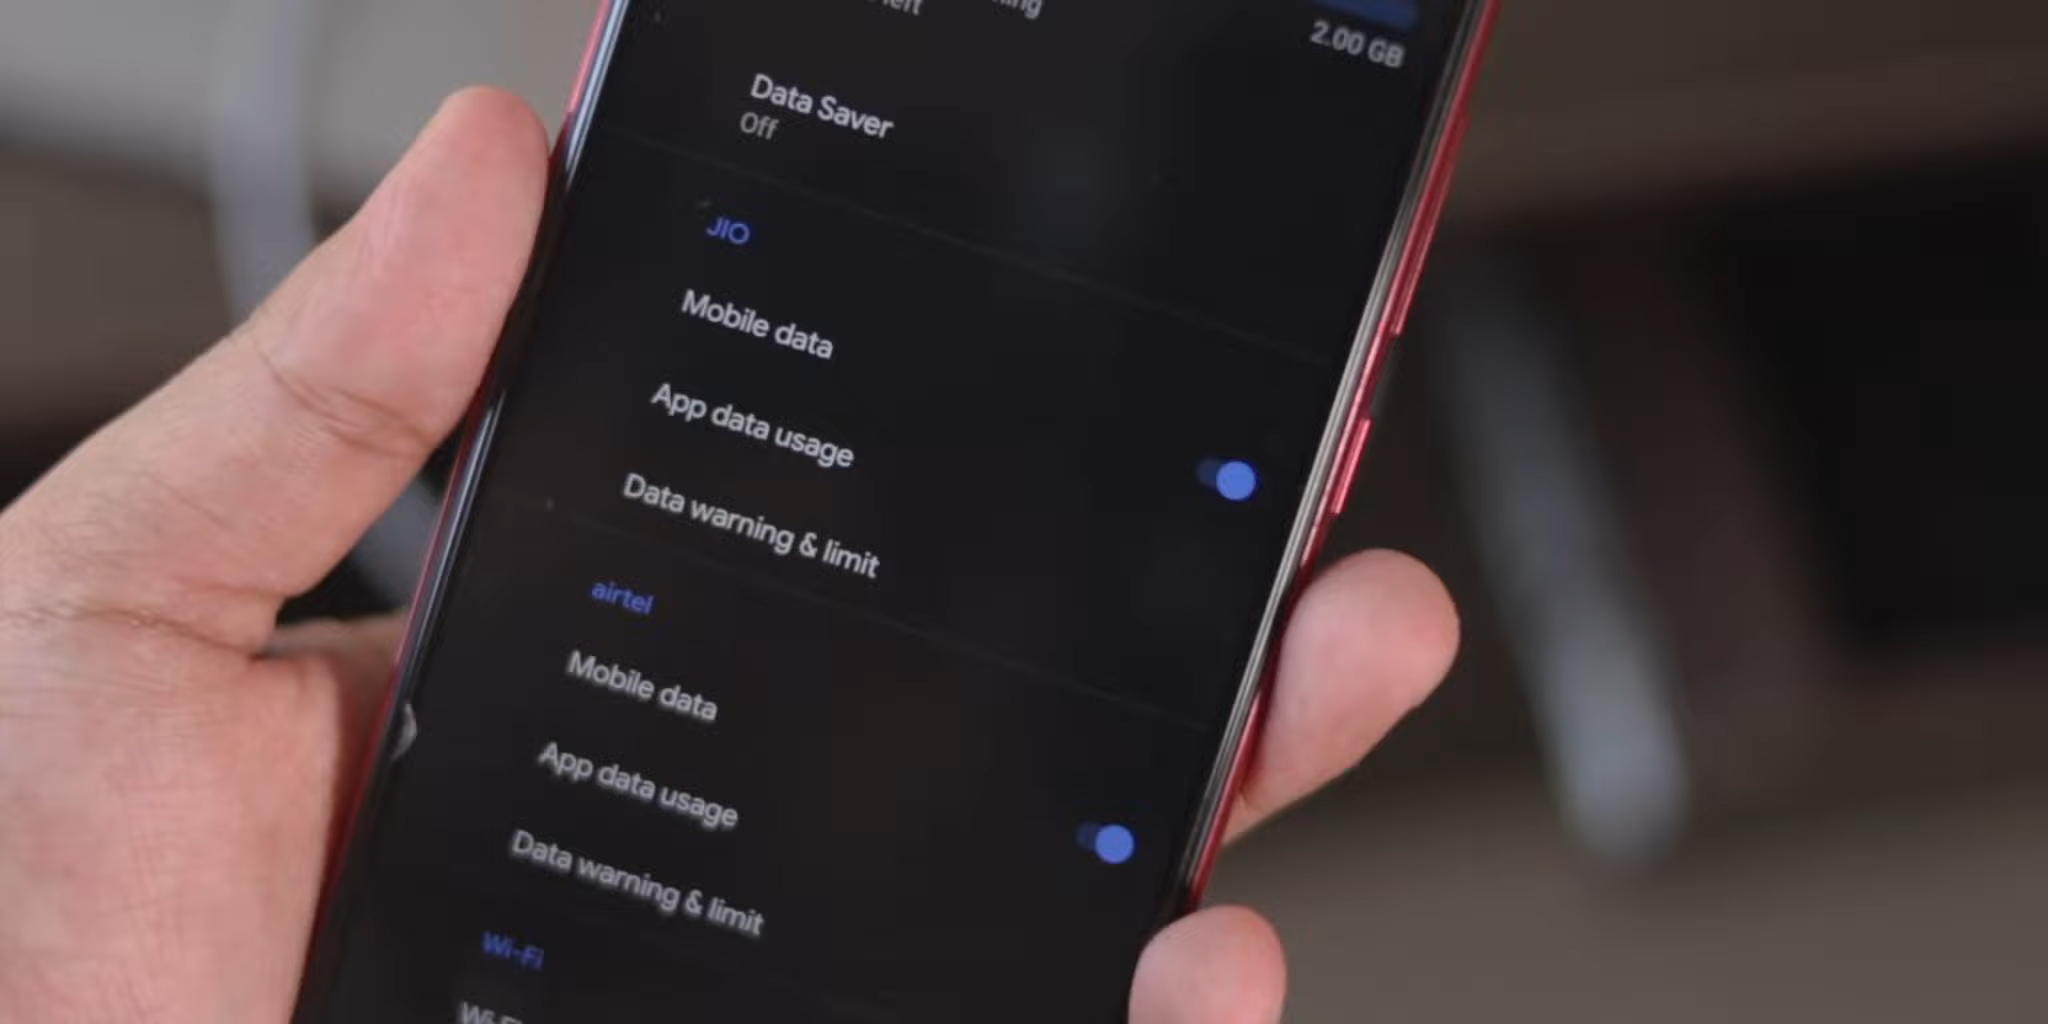 left
2.00 GB
Data Saver
Off
JIO
Mobile data
App data usage
Data warning & limit
airtel
Mobile data
App data usage
Data warning & limit
Wi-Fi